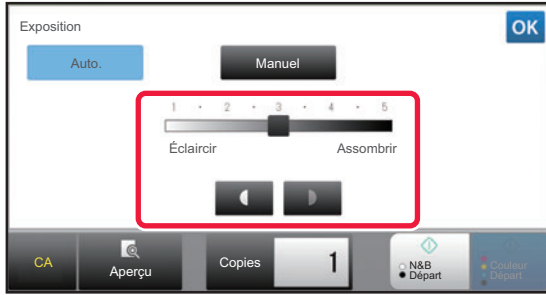 Exposition
OK
Auto.
Manuel
1 · 2 · 3 · 4 · 5
Éclaircir
Assombrir
CA
Aperçu
Copies
1
N&B
Départ
Couleur
Départ